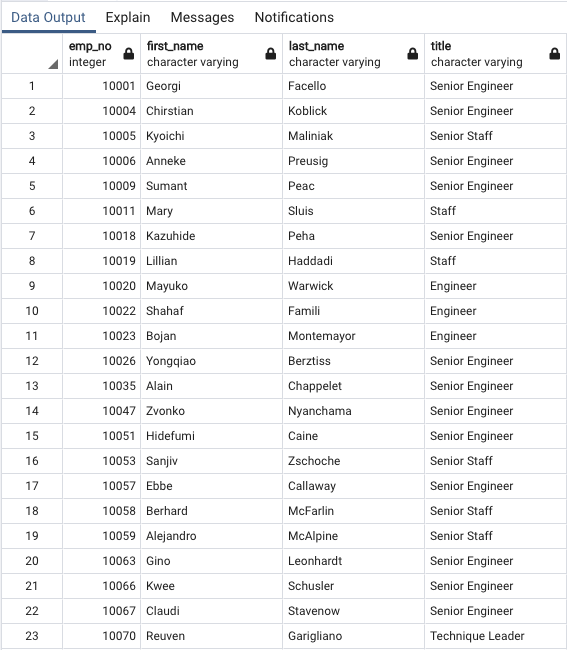 Data Output Explain Messages Notifications
emp_no first_name last_name title
integer character varying character varying character varying
1 10001 Georgi Facello Senior Engineer
2 10004 Chirstian Koblick Senior Engineer
3 10005 Kyoichi Maliniak Senior Staff
4 10006 Anneke Preusig Senior Engineer
5 10009 Sumant Peac Senior Engineer
6 10011 Mary Sluis Staff
7 10018 Kazuhide Peha Senior Engineer
8 10019 Lillian Haddadi Staff
9 10020 Mayuko Warwick Engineer
10 10022 Shahaf Famili Engineer
11 10023 Bojan Montemayor Engineer
12 10026 Yongqiao Berztiss Senior Engineer
13 10035 Alain Chappelet Senior Engineer
14 10047 Zvonko Nyanchama Senior Engineer
15 10051 Hidefumi Caine Senior Engineer
16 10053 Sanjiv Zschoche Senior Staff
17 10057 Ebbe Callaway Senior Engineer
18 10058 Berhard McFarlin Senior Staff
19 10059 Alejandro McAlpine Senior Staff
20 10063 Gino Leonhardt Senior Engineer
21 10066 Kwee Schusler Senior Engineer
22 10067 Claudi Stavenow Senior Engineer
23 10070 Reuven Garigliano Technique Leader